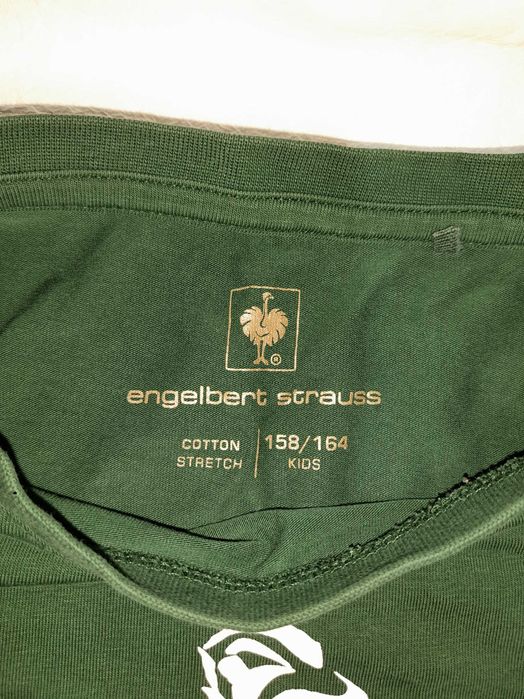 ®
engelbert strauss
COTTON 158/164
STRETCH KIDS